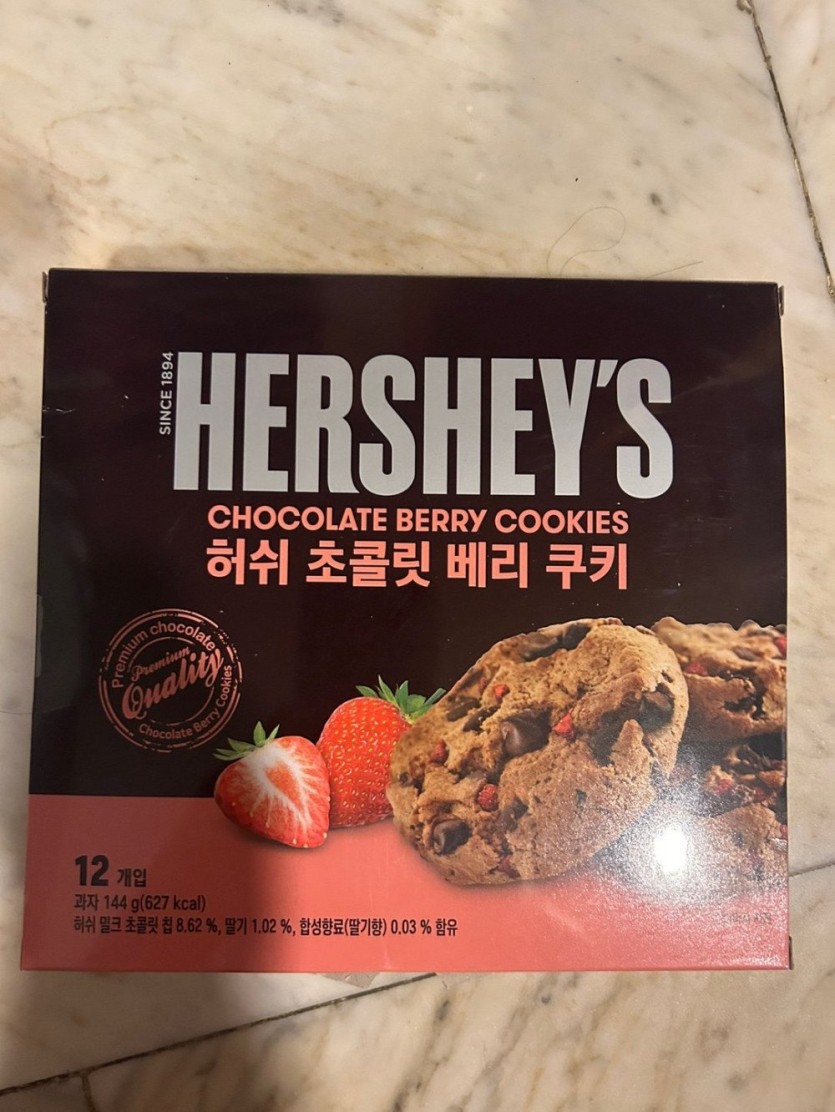 SINCE 1894
HERSHEY'S
CHOCOLATE BERRY COOKIES
허쉬 초콜릿 베리 쿠키
Premium chocolate
Premium
Quality
Chocolate Berry Cookies
12 개입
과자 144 g(627 kcal)
허쉬 밀크 초콜릿 칩 8.62 %, 딸기 1.02 %, 합성향료(딸기향) 0.03 % 함유